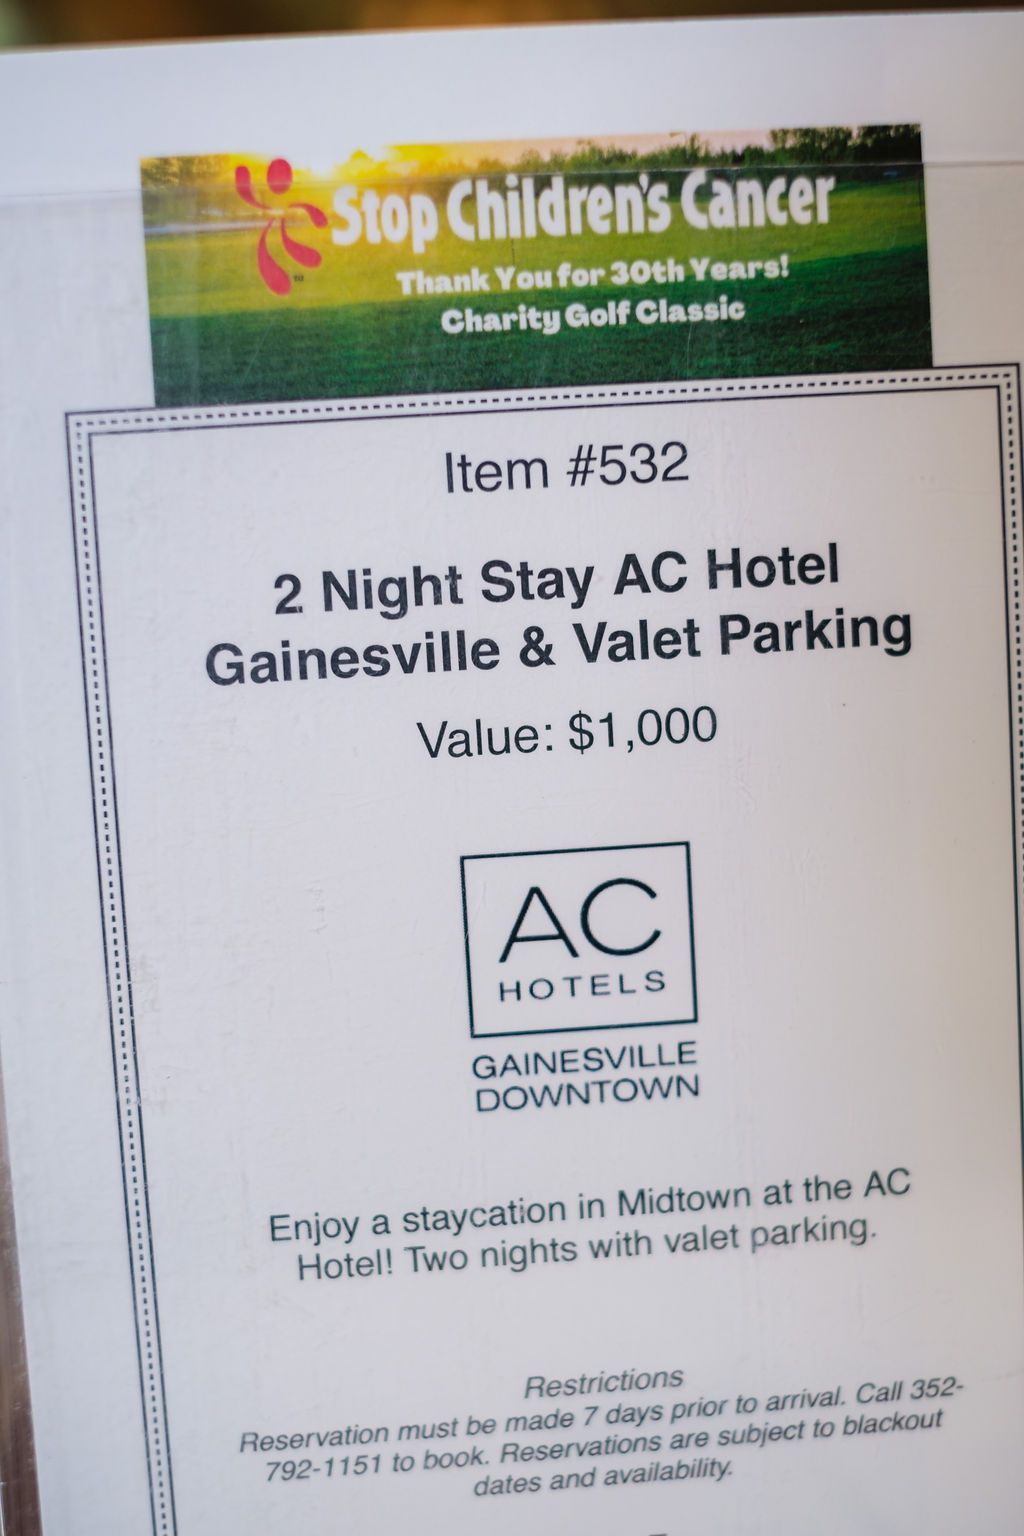 Stop Children's Cancer
TM
Thank You for 30th Years!
Charity Golf Classic
Item #532
2 Night Stay AC Hotel
Gainesville & Valet Parking
Value: $1,000
AC
HOTELS
GAINESVILLE
DOWNTOWN
Enjoy a staycation in Midtown at the AC
Hotel! Two nights with valet parking.
Restrictions
Reservation must be made 7 days prior to arrival. Call 352-
792-1151 to book. Reservations are subject to blackout
dates and availability.